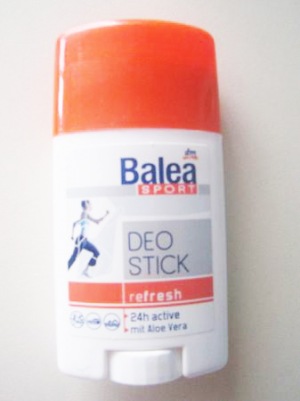 dm
Balea
SPORT
DEO
STICK
refresh
24h active
mit Aloe Vera